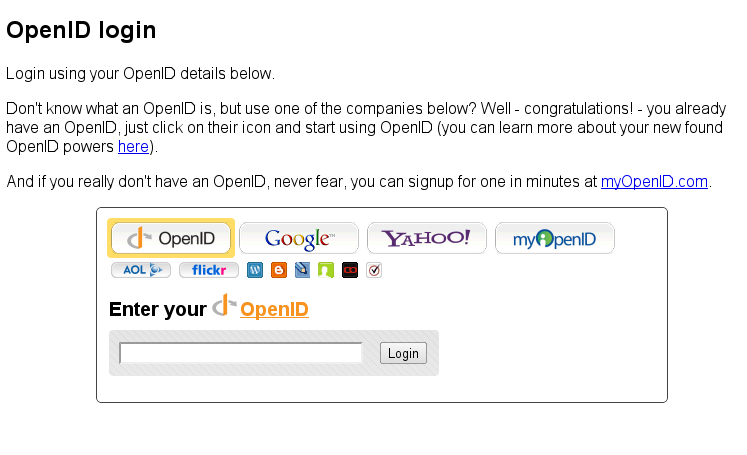 OpenID login
Login using your OpenID details below.
Don't know what an OpenID is, but use one of the companies below? Well - congratulations! - you already
have an OpenID, just click on their icon and start using OpenID (you can learn more about your new found
OpenID powers here).
And if you really don't have an OpenID, never fear, you can signup for one in minutes at myOpenID.com.
OpenID Google™ YAHOO! myOpenID
AOL flickr
Enter your OpenID
Login